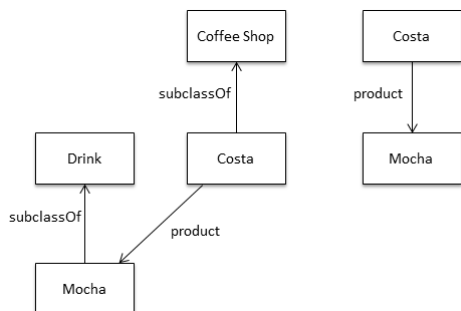 Coffee Shop
Costa
subclassOf
product
Drink
Costa
Mocha
subclassOf
product
Mocha